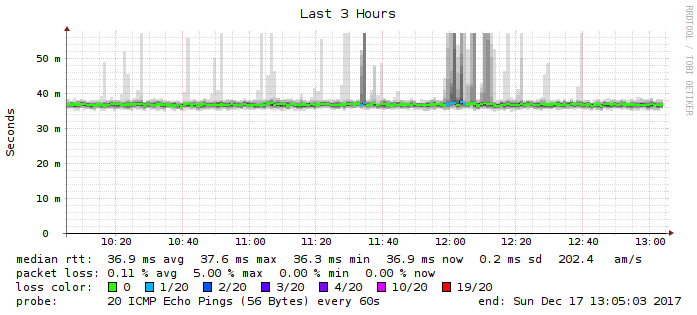 Last 3 Hours
RRDTOOL / TOBI OETIKER
Seconds
50 m
40 m
30 m
20 m
10 m
0
10:20 10:40 11:00 11:20 11:40 12:00 12:20 12:40 13:00
median rtt: 36.9 ms avg 37.6 ms max 36.3 ms min 36.9 ms now 0.2 ms sd 202.4 am/s
packet loss: 0.11 % avg 5.00 % max 0.00 % min 0.00 % now
loss color: 0 1/20 2/20 3/20 4/20 10/20 19/20
probe: 20 ICMP Echo Pings (56 Bytes) every 60s end: Sun Dec 17 13:05:03 2017